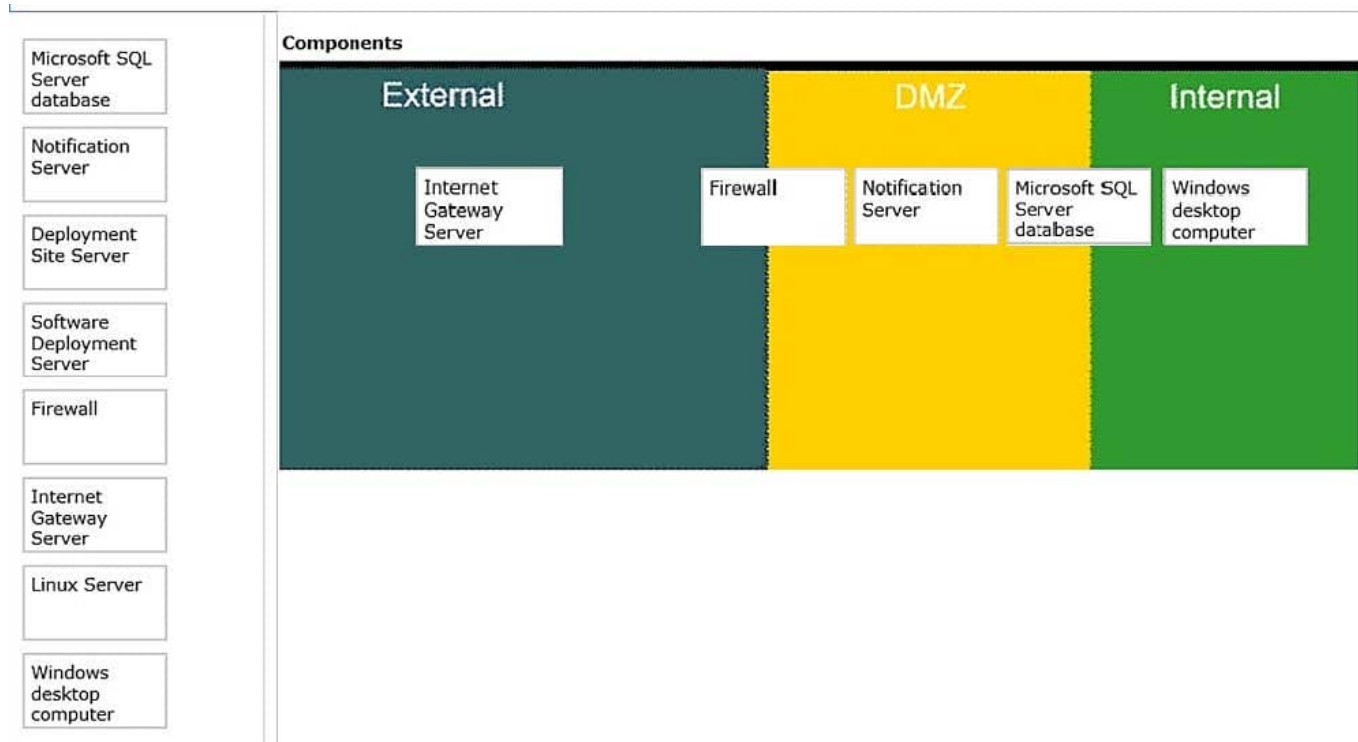 Microsoft SQL
Server
database
Notification
Server
Deployment
Site Server
Software
Deployment
Server
Firewall
Internet
Gateway
Server
Linux Server
Windows
desktop
computer
Components
External
DMZ
Internal
Internet
Gateway
Server
Firewall
Notification
Server
Microsoft SQL
Server
database
Windows
desktop
computer